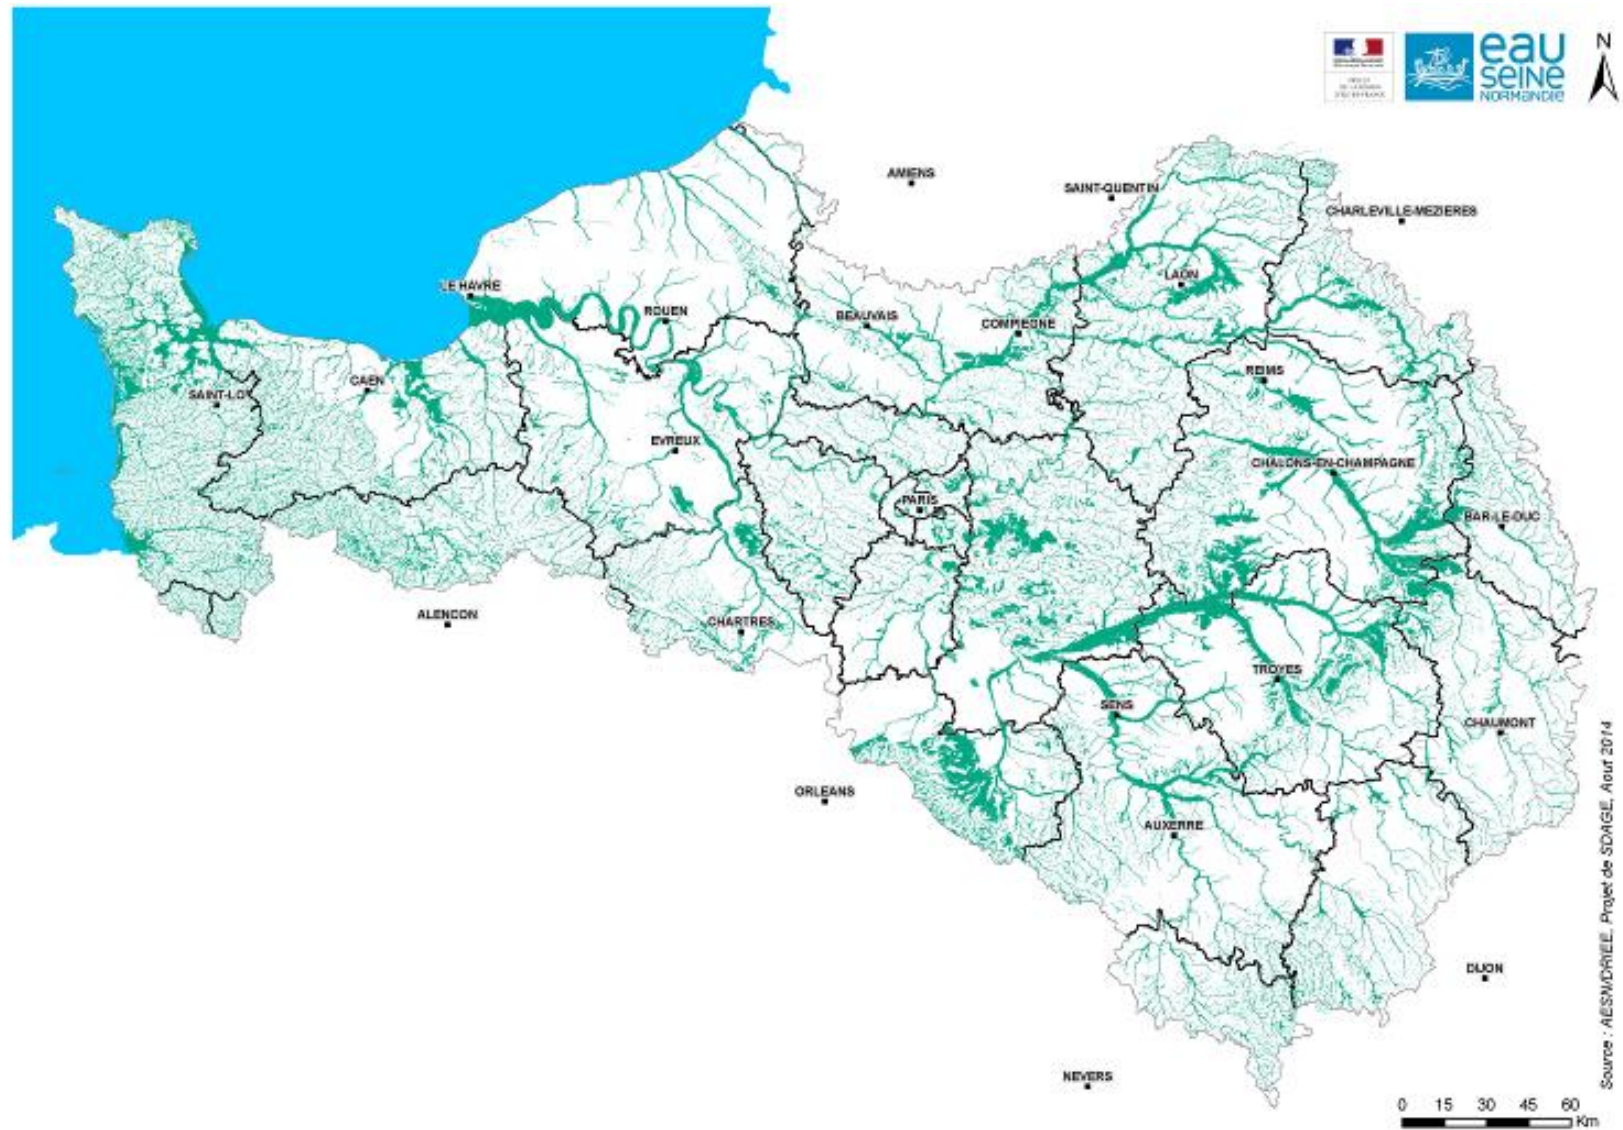 eau
SEINE
NORMANDIE
N
AMIENS
SAINT-QUENTIN
CHARLEVILLE-MEZIERES
LAON
LE HAVRE
ROUEN
BEAUVAIS
COMPIEGNE
REIMS
CAEN
SAINT-LO
EVREUX
CHALONS-EN-CHAMPAGNE
PARIS
BAR-LE-DUC
ALENCON
CHARTRES
TROYES
SENS
CHAUMONT
ORLEANS
AUXERRE
DIJON
NEVERS
Source : AESN/DRIEE, Projet de SDAGE, Aout 2014
0 15 30 45 60
Km